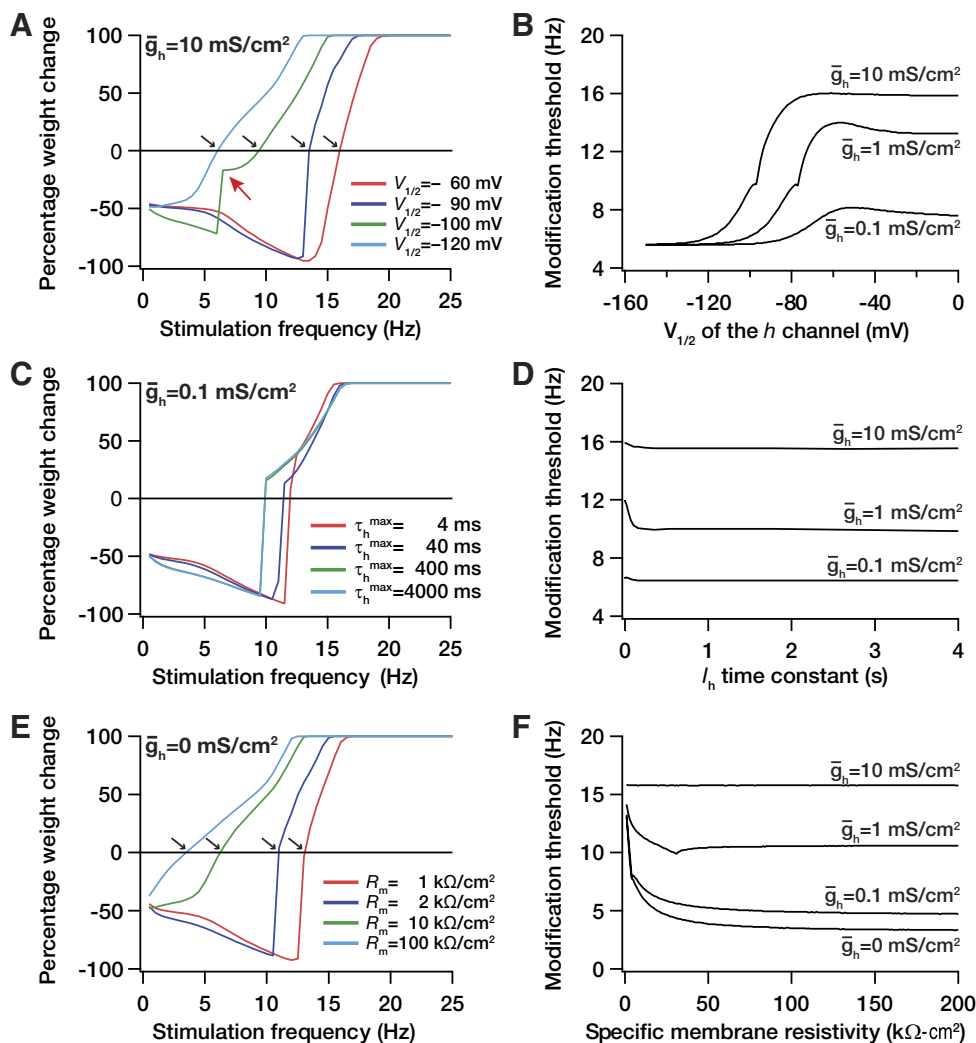 A
ḡh=10 mS/cm²
Percentage weight change
100
50
0
-50
-100
V1/2=– 60 mV
V1/2=– 90 mV
V1/2=–100 mV
V1/2=–120 mV
0 5 10 15 20 25
Stimulation frequency (Hz)
B
Modification threshold (Hz)
20
16
12
8
4
ḡh=10 mS/cm²
ḡh=1 mS/cm²
ḡh=0.1 mS/cm²
-160 -120 -80 -40 0
V1/2 of the h channel (mV)
C
ḡh=0.1 mS/cm²
Percentage weight change
100
50
0
-50
-100
τh max= 4 ms
τh max= 40 ms
τh max= 400 ms
τh max=4000 ms
0 5 10 15 20 25
Stimulation frequency (Hz)
D
Modification threshold (Hz)
20
16
12
8
4
ḡh=10 mS/cm²
ḡh=1 mS/cm²
ḡh=0.1 mS/cm²
0 1 2 3 4
Ih time constant (s)
E
ḡh=0 mS/cm²
Percentage weight change
100
50
0
-50
-100
Rm= 1 kΩ/cm²
Rm= 2 kΩ/cm²
Rm= 10 kΩ/cm²
Rm=100 kΩ/cm²
0 5 10 15 20 25
Stimulation frequency (Hz)
F
Modification threshold (Hz)
20
15
10
5
0
ḡh=10 mS/cm²
ḡh=1 mS/cm²
ḡh=0.1 mS/cm²
ḡh=0 mS/cm²
0 50 100 150 200
Specific membrane resistivity (kΩ-cm²)